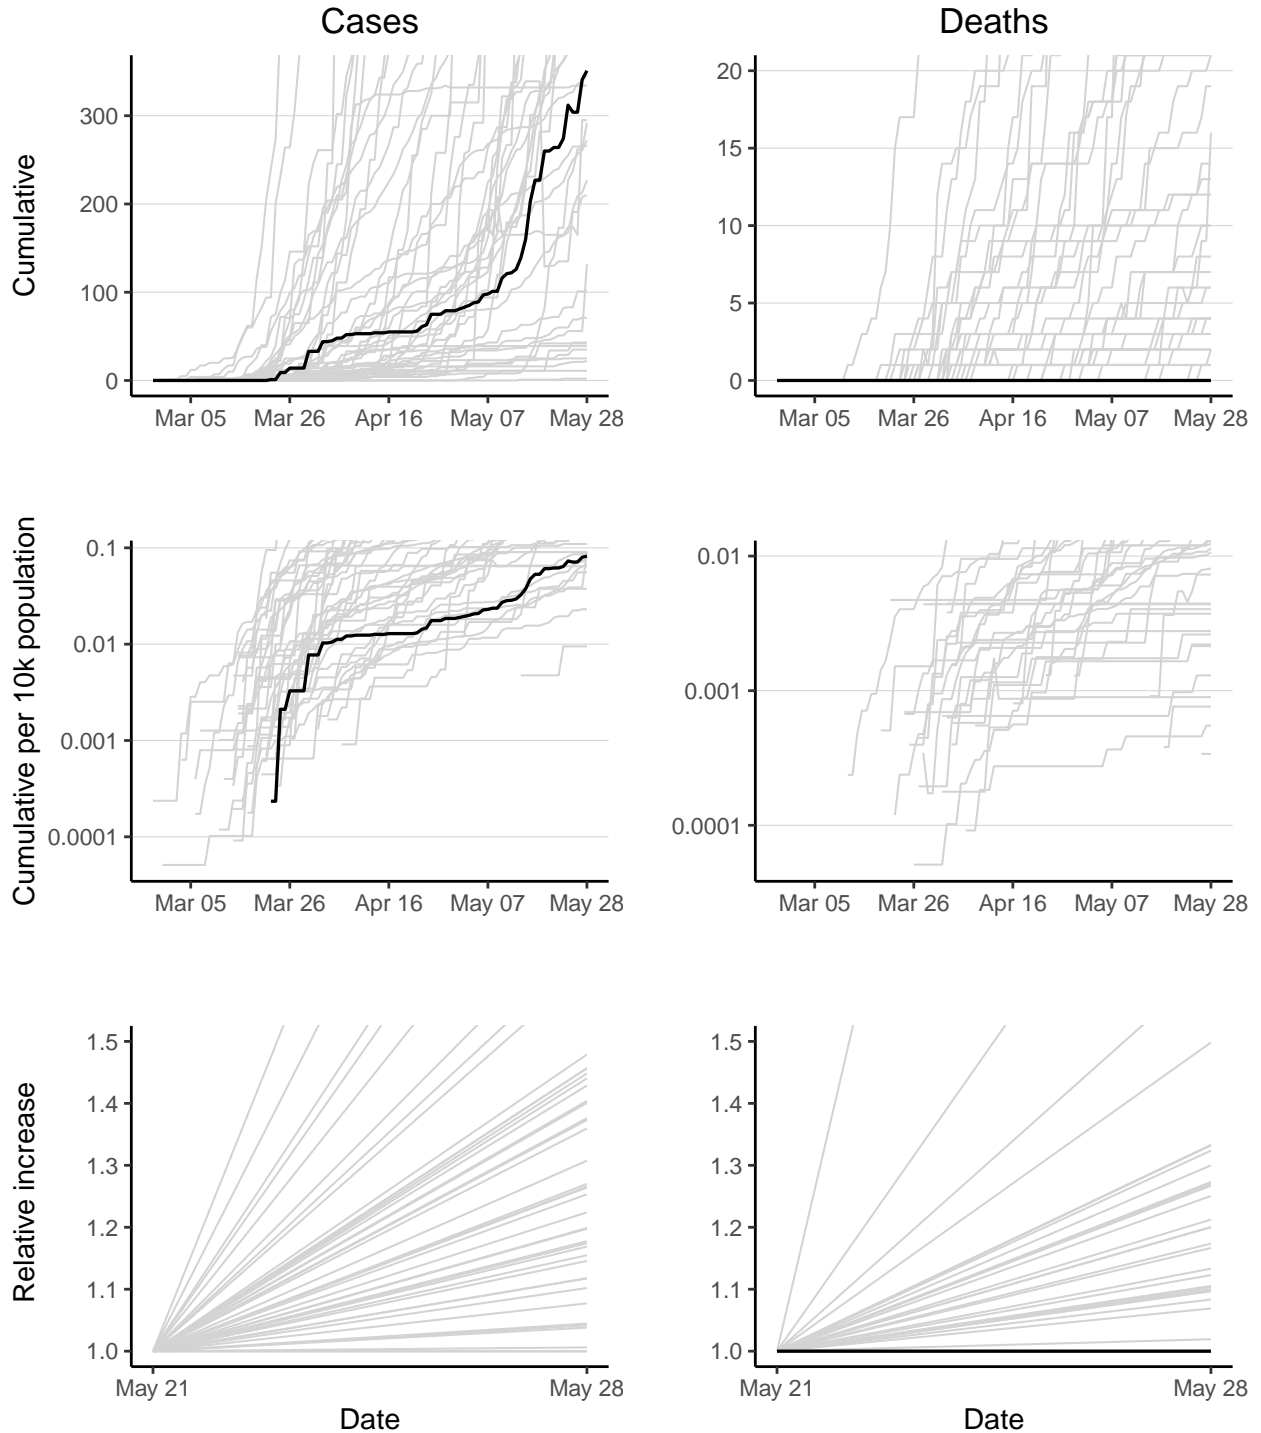 Cases
Deaths
Cumulative
300
200
100
0
Mar 05 Mar 26 Apr 16 May 07 May 28
20
15
10
5
0
Mar 05 Mar 26 Apr 16 May 07 May 28
Cumulative per 10k population
0.1
0.01
0.001
0.0001
Mar 05 Mar 26 Apr 16 May 07 May 28
0.01
0.001
0.0001
Mar 05 Mar 26 Apr 16 May 07 May 28
Relative increase
1.5
1.4
1.3
1.2
1.1
1.0
May 21 May 28
Date
1.5
1.4
1.3
1.2
1.1
1.0
May 21 May 28
Date